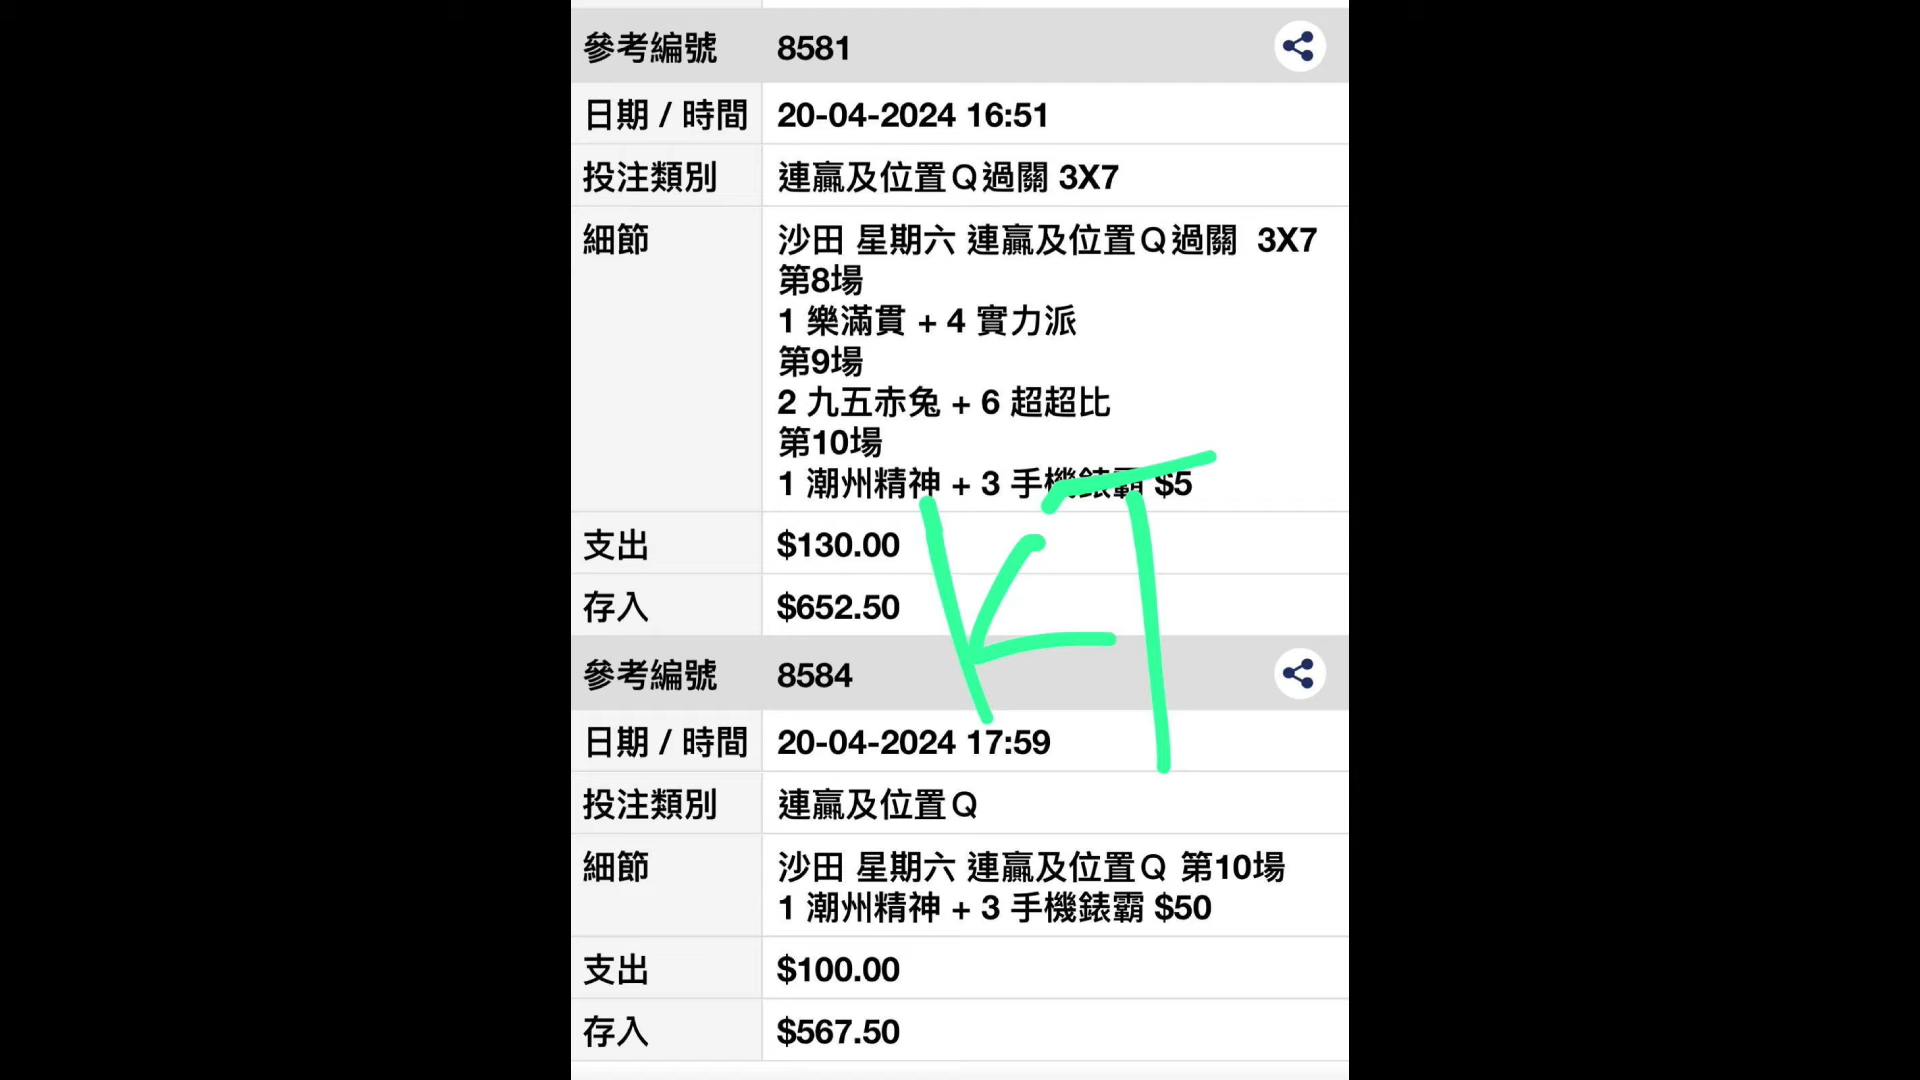 參考編號 8581
日期 / 時間 20-04-2024 16:51
投注類別 連贏及位置Q過關 3X7
細節 沙田 星期六 連贏及位置Q過關 3X7
第8場
1 樂滿貫 + 4 實力派
第9場
2 九五赤兔 + 6 超超比
第10場
1 潮州精神 + 3 手機錶霸 $5
支出 $130.00
存入 $652.50
KT
參考編號 8584
日期 / 時間 20-04-2024 17:59
投注類別 連贏及位置Q
細節 沙田 星期六 連贏及位置Q 第10場
1 潮州精神 + 3 手機錶霸 $50
支出 $100.00
存入 $567.50